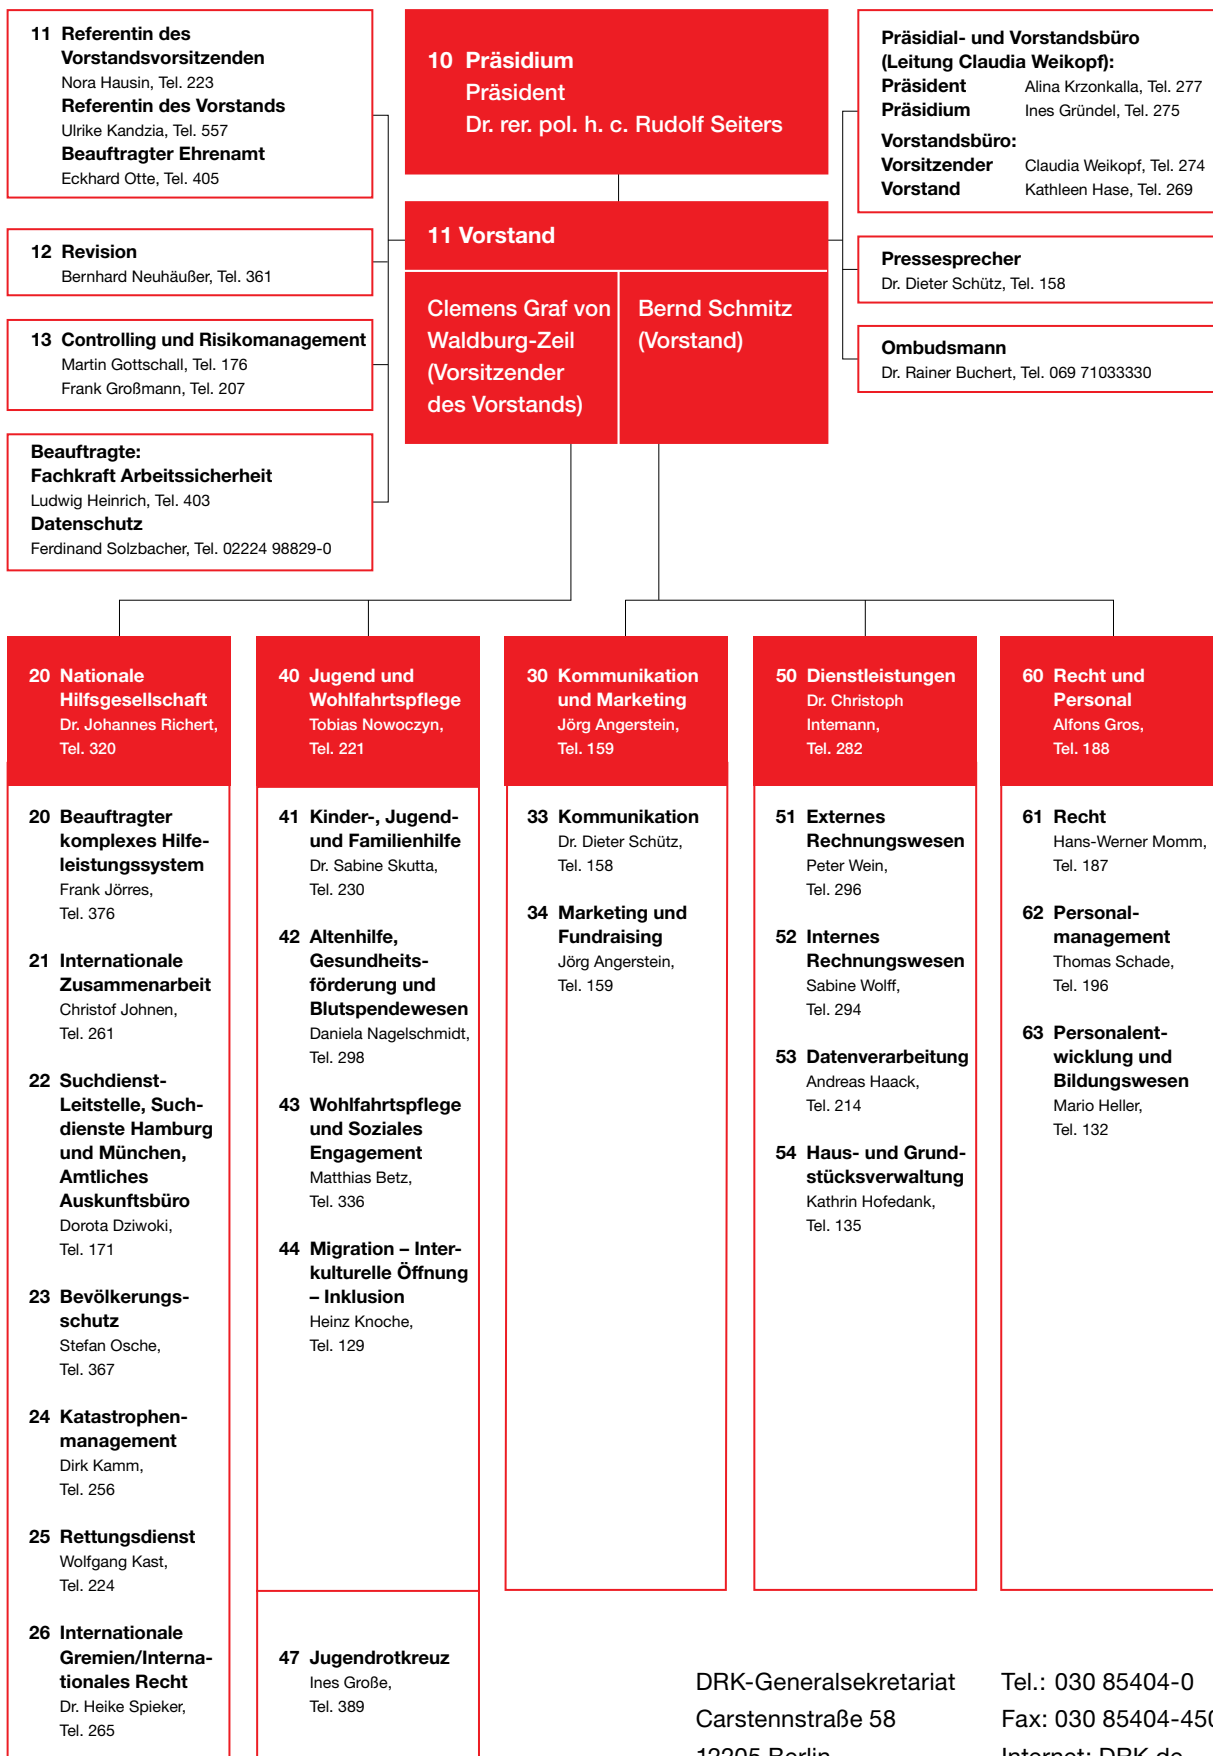 11 Referentin des
Vorstandsvorsitzenden
Nora Hausin, Tel. 223
Referentin des Vorstands
Ulrike Kandzia, Tel. 557
Beauftragter Ehrenamt
Eckhard Otte, Tel. 405
12 Revision
Bernhard Neuhäußer, Tel. 361
13 Controlling und Risikomanagement
Martin Gottschall, Tel. 176
Frank Großmann, Tel. 207
Beauftragte:
Fachkraft Arbeitssicherheit
Ludwig Heinrich, Tel. 403
Datenschutz
Ferdinand Solzbacher, Tel. 02224 98829-0
10 Präsidium
Präsident
Dr. rer. pol. h. c. Rudolf Seiters
11 Vorstand
Clemens Graf von
Waldburg-Zeil
(Vorsitzender
des Vorstands)
Bernd Schmitz
(Vorstand)
Präsidial- und Vorstandsbüro
(Leitung Claudia Weikopf):
Präsident Alina Krzonkalla, Tel. 277
Präsidium Ines Gründel, Tel. 275
Vorstandsbüro:
Vorsitzender Claudia Weikopf, Tel. 274
Vorstand Kathleen Hase, Tel. 269
Pressesprecher
Dr. Dieter Schütz, Tel. 158
Ombudsmann
Dr. Rainer Buchert, Tel. 069 71033330
20 Nationale
Hilfsgesellschaft
Dr. Johannes Richert,
Tel. 320
20 Beauftragter
komplexes Hilfe-
leistungssystem
Frank Jörres,
Tel. 376
21 Internationale
Zusammenarbeit
Christof Johnen,
Tel. 261
22 Suchdienst-
Leitstelle, Such-
dienste Hamburg
und München,
Amtliches
Auskunftsbüro
Dorota Dziwoki,
Tel. 171
23 Bevölkerungs-
schutz
Stefan Osche,
Tel. 367
24 Katastrophen-
management
Dirk Kamm,
Tel. 256
25 Rettungsdienst
Wolfgang Kast,
Tel. 224
26 Internationale
Gremien/Interna-
tionales Recht
Dr. Heike Spieker,
Tel. 265
40 Jugend und
Wohlfahrtspflege
Tobias Nowoczyn,
Tel. 221
41 Kinder-, Jugend-
und Familienhilfe
Dr. Sabine Skutta,
Tel. 230
42 Altenhilfe,
Gesundheits-
förderung und
Blutspendewesen
Daniela Nagelschmidt,
Tel. 298
43 Wohlfahrtspflege
und Soziales
Engagement
Matthias Betz,
Tel. 336
44 Migration – Inter-
kulturelle Öffnung
– Inklusion
Heinz Knoche,
Tel. 129
47 Jugendrotkreuz
Ines Große,
Tel. 389
30 Kommunikation
und Marketing
Jörg Angerstein,
Tel. 159
33 Kommunikation
Dr. Dieter Schütz,
Tel. 158
34 Marketing und
Fundraising
Jörg Angerstein,
Tel. 159
50 Dienstleistungen
Dr. Christoph
Intemann,
Tel. 282
51 Externes
Rechnungswesen
Peter Wein,
Tel. 296
52 Internes
Rechnungswesen
Sabine Wolff,
Tel. 294
53 Datenverarbeitung
Andreas Haack,
Tel. 214
54 Haus- und Grund-
stücksverwaltung
Kathrin Hofedank,
Tel. 135
60 Recht und
Personal
Alfons Gros,
Tel. 188
61 Recht
Hans-Werner Momm,
Tel. 187
62 Personal-
management
Thomas Schade,
Tel. 196
63 Personalent-
wicklung und
Bildungswesen
Mario Heller,
Tel. 132
DRK-Generalsekretariat
Carstennstraße 58
12205 Berlin
Tel.: 030 85404-0
Fax: 030 85404-450
Internet: DRK.de